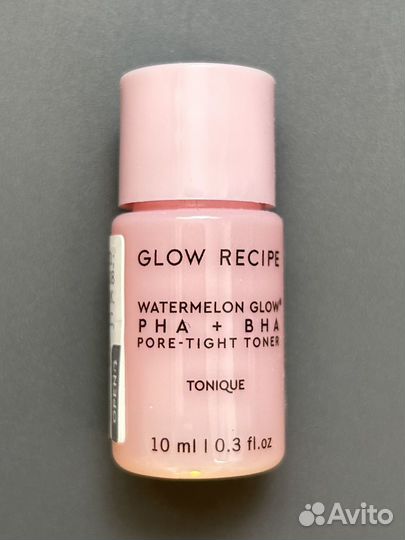 GLOW RECIPE
WATERMELON GLOW®
PHA + BHA
PORE-TIGHT TONER
TONIQUE
10 ml | 0.3 fl.oz
Avito